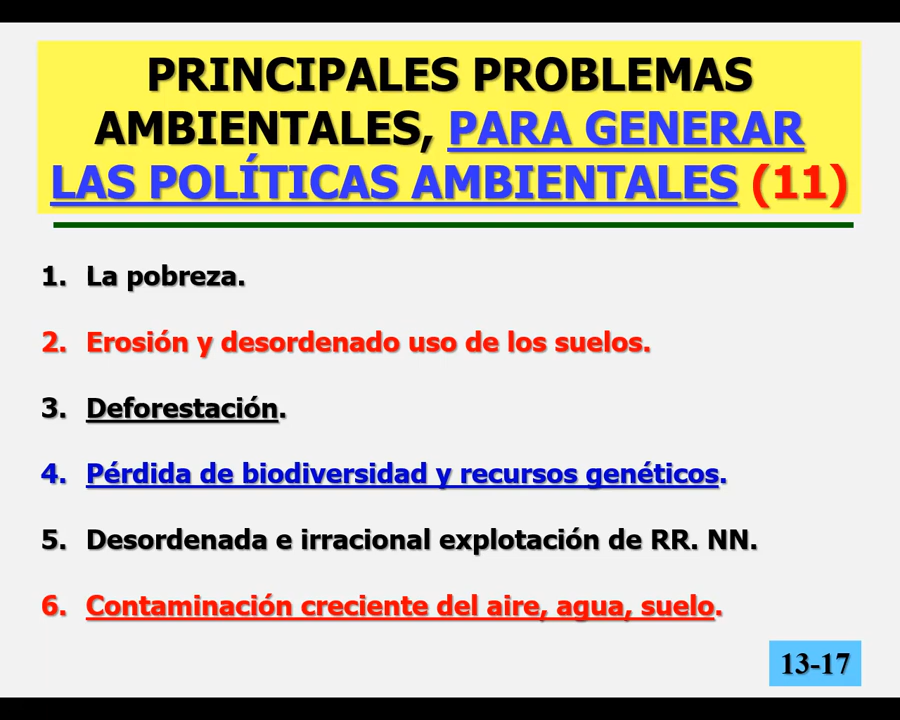 PRINCIPALES PROBLEMAS
AMBIENTALES, PARA GENERAR
LAS POLÍTICAS AMBIENTALES (11)
1. La pobreza.
2. Erosión y desordenado uso de los suelos.
3. Deforestación.
4. Pérdida de biodiversidad y recursos genéticos.
5. Desordenada e irracional explotación de RR. NN.
6. Contaminación creciente del aire, agua, suelo.
13-17